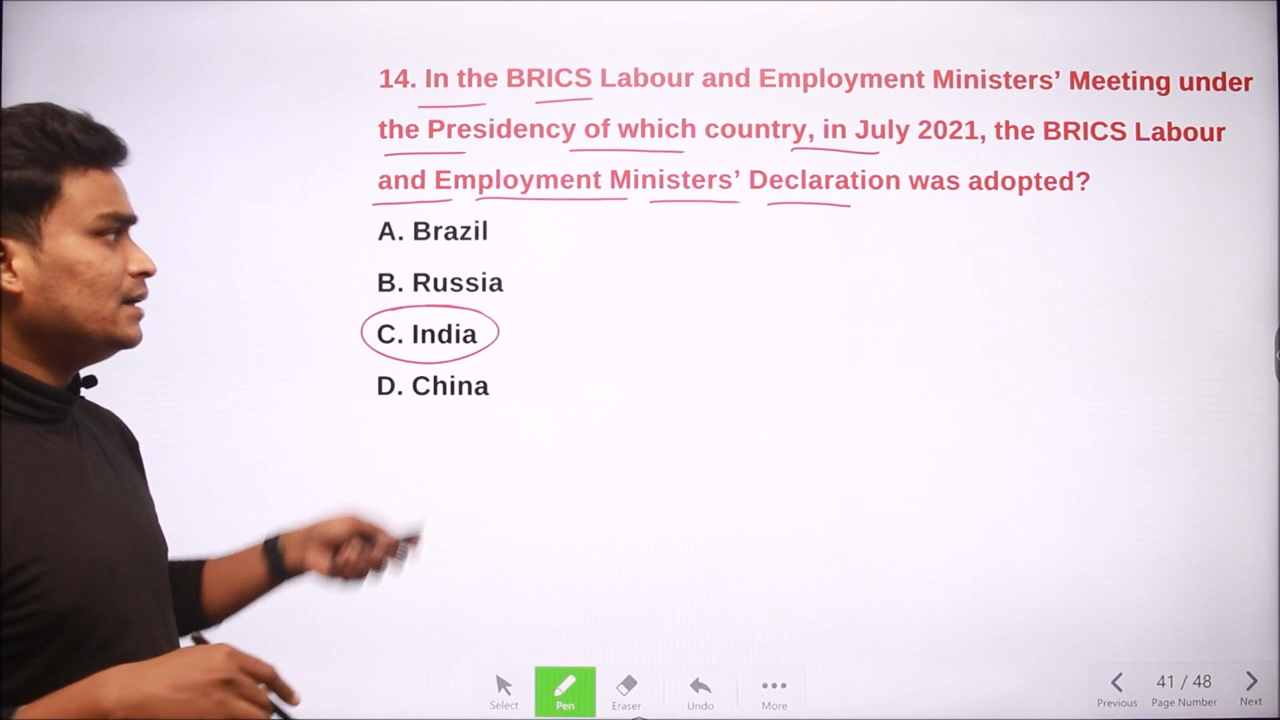 14. In the BRICS Labour and Employment Ministers’ Meeting under
the Presidency of which country, in July 2021, the BRICS Labour
and Employment Ministers’ Declaration was adopted?
A. Brazil
B. Russia
C. India
D. China
Select
Pen
Eraser
Undo
More
Previous
41 / 48
Page Number
Next